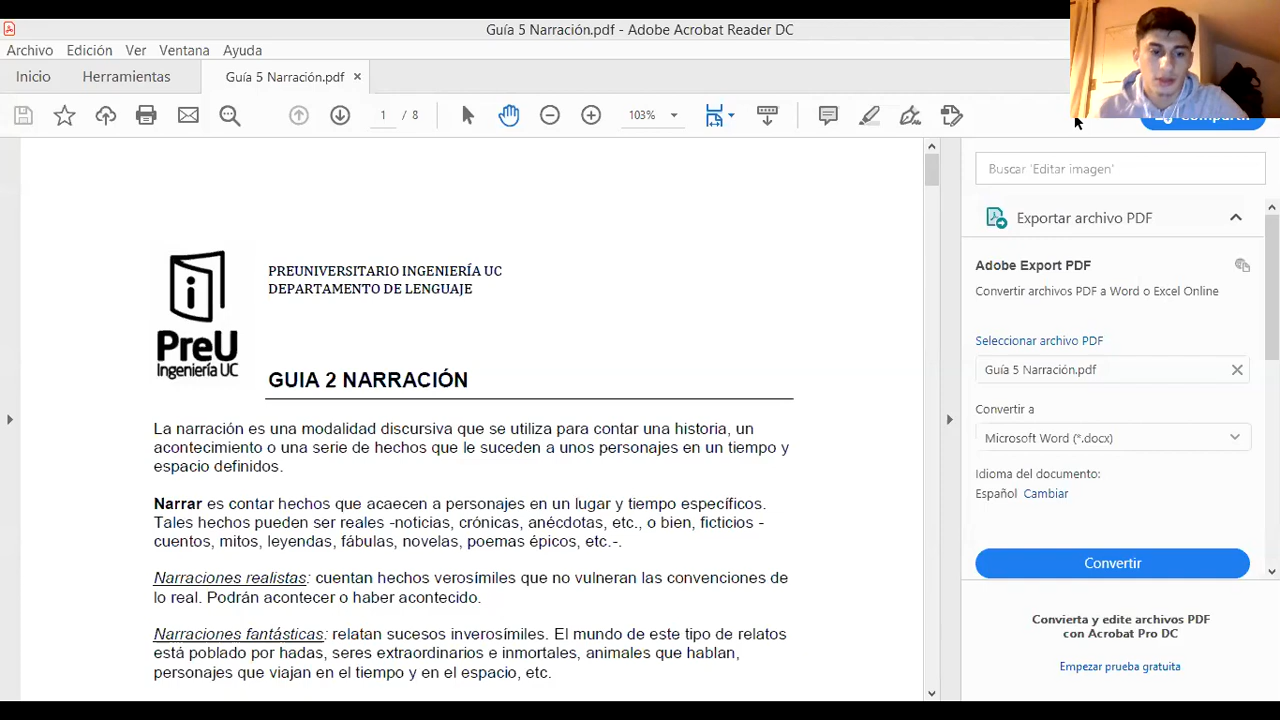 Guía 5 Narración.pdf - Adobe Acrobat Reader DC
Archivo Edición Ver Ventana Ayuda
Inicio Herramientas Guía 5 Narración.pdf ×
1 / 8 103%
Buscar 'Editar imagen'
Exportar archivo PDF
Adobe Export PDF
Convertir archivos PDF a Word o Excel Online
Seleccionar archivo PDF
Guía 5 Narración.pdf
Convertir a
Microsoft Word (*.docx)
Idioma del documento:
Español Cambiar
Convertir
Convierta y edite archivos PDF
con Acrobat Pro DC
Empezar prueba gratuita
PreU
Ingeniería UC
PREUNIVERSITARIO INGENIERÍA UC
DEPARTAMENTO DE LENGUAJE
GUIA 2 NARRACIÓN
La narración es una modalidad discursiva que se utiliza para contar una historia, un
acontecimiento o una serie de hechos que le suceden a unos personajes en un tiempo y
espacio definidos.
Narrar es contar hechos que acaecen a personajes en un lugar y tiempo específicos.
Tales hechos pueden ser reales -noticias, crónicas, anécdotas, etc., o bien, ficticios -
cuentos, mitos, leyendas, fábulas, novelas, poemas épicos, etc.-.
Narraciones realistas: cuentan hechos verosímiles que no vulneran las convenciones de
lo real. Podrán acontecer o haber acontecido.
Narraciones fantásticas: relatan sucesos inverosímiles. El mundo de este tipo de relatos
está poblado por hadas, seres extraordinarios e inmortales, animales que hablan,
personajes que viajan en el tiempo y en el espacio, etc.